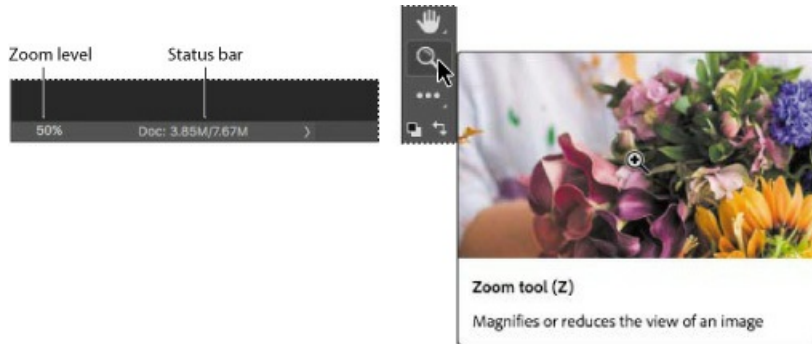 Zoom level
Status bar
50%
Doc: 3.85M/7.67M
Zoom tool (Z)
Magnifies or reduces the view of an image